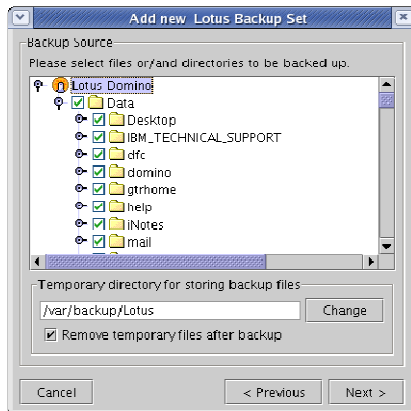 Add new Lotus Backup Set
Backup Source
Please select files or/and directories to be backed up.
Lotus Domino
Data
Desktop
IBM_TECHNICAL_SUPPORT
dfc
domino
gtrhome
help
iNotes
mail
Temporary directory for storing backup files
/var/backup/Lotus
Change
Remove temporary files after backup
Cancel
< Previous
Next >